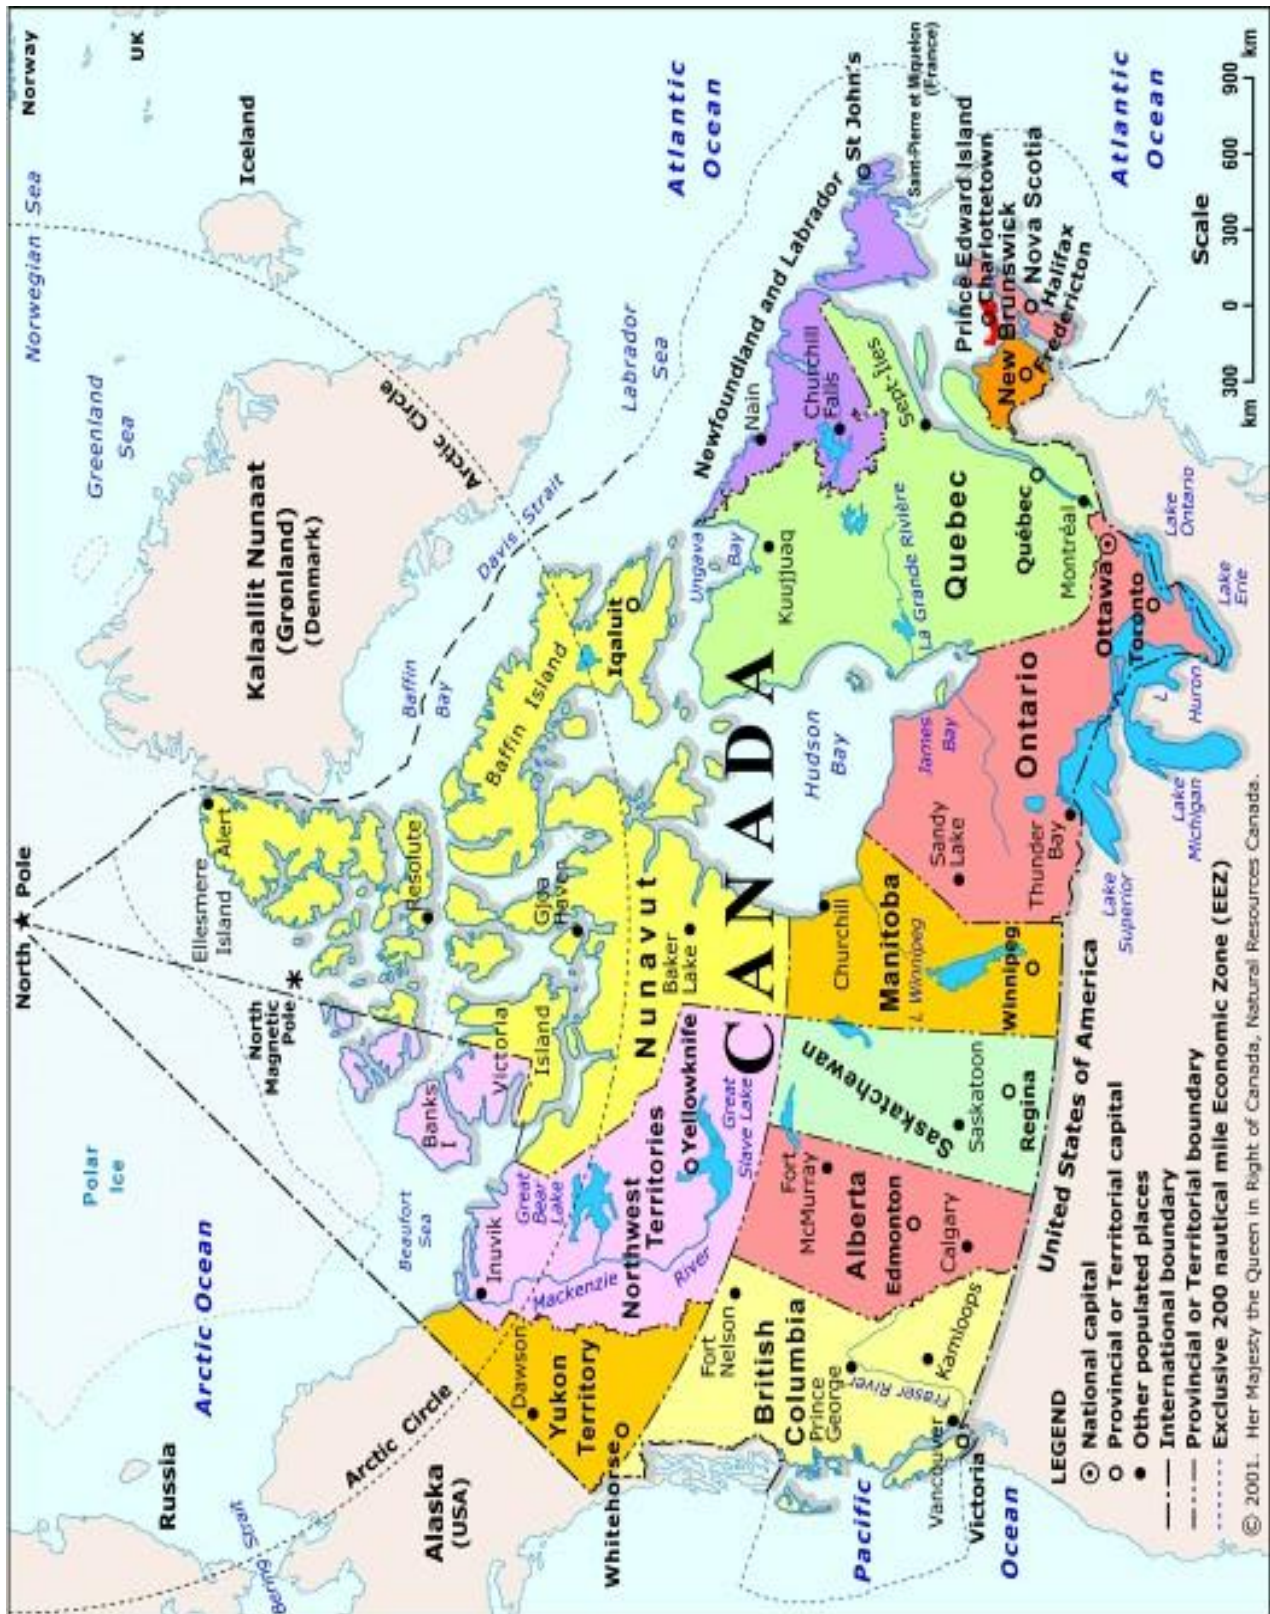 North Pole
Norwegian Sea
Norway
UK
Iceland
Greenland
Sea
Russia
Arctic Ocean
Polar
Ice
North
Magnetic
Pole
Ellesmere
Island
Alert
Kalaallit Nunaat
(Grønland)
(Denmark)
Bering Strait
Arctic Circle
Alaska
(USA)
Beaufort
Sea
Banks
I
Victoria
Island
Resolute
Gjoa
Haven
Baffin
Bay
Baffin Island
Davis Strait
Arctic Circle
Labrador
Sea
Atlantic
Ocean
Inuvik
Dawson
Yukon
Territory
Whitehorse
Great
Bear
Lake
Mackenzie
River
Northwest
Territories
Yellowknife
Great
Slave Lake
Nunavut
Baker
Lake
Iqaluit
Ungava
Bay
CANADA
Hudson
Bay
James
Bay
Newfoundland and Labrador
Nain
Churchill
Falls
St John's
Saint-Pierre et Miquelon
(France)
Fort
Nelson
British
Columbia
Prince
George
Fraser River
Kamloops
Vancouver
Victoria
Pacific
Ocean
Fort
McMurray
Alberta
Edmonton
Calgary
Saskatchewan
Saskatoon
Regina
Churchill
Manitoba
L Winnipeg
Winnipeg
Sandy
Lake
Ontario
Thunder
Bay
Ottawa
Toronto
Kuujjuaq
La Grande Rivière
Quebec
Québec
Montréal
Sept-Îles
Prince Edward Island
Charlottetown
New Brunswick
Nova Scotia
Halifax
Fredericton
Atlantic
Ocean
Lake
Superior
Lake
Michigan
L
Huron
Lake
Erie
Lake
Ontario
United States of America
LEGEND
National capital
Provincial or Territorial capital
Other populated places
International boundary
Provincial or Territorial boundary
Exclusive 200 nautical mile Economic Zone (EEZ)
Scale
km 300 0 300 600 900 km
© 2001. Her Majesty the Queen in Right of Canada, Natural Resources Canada.